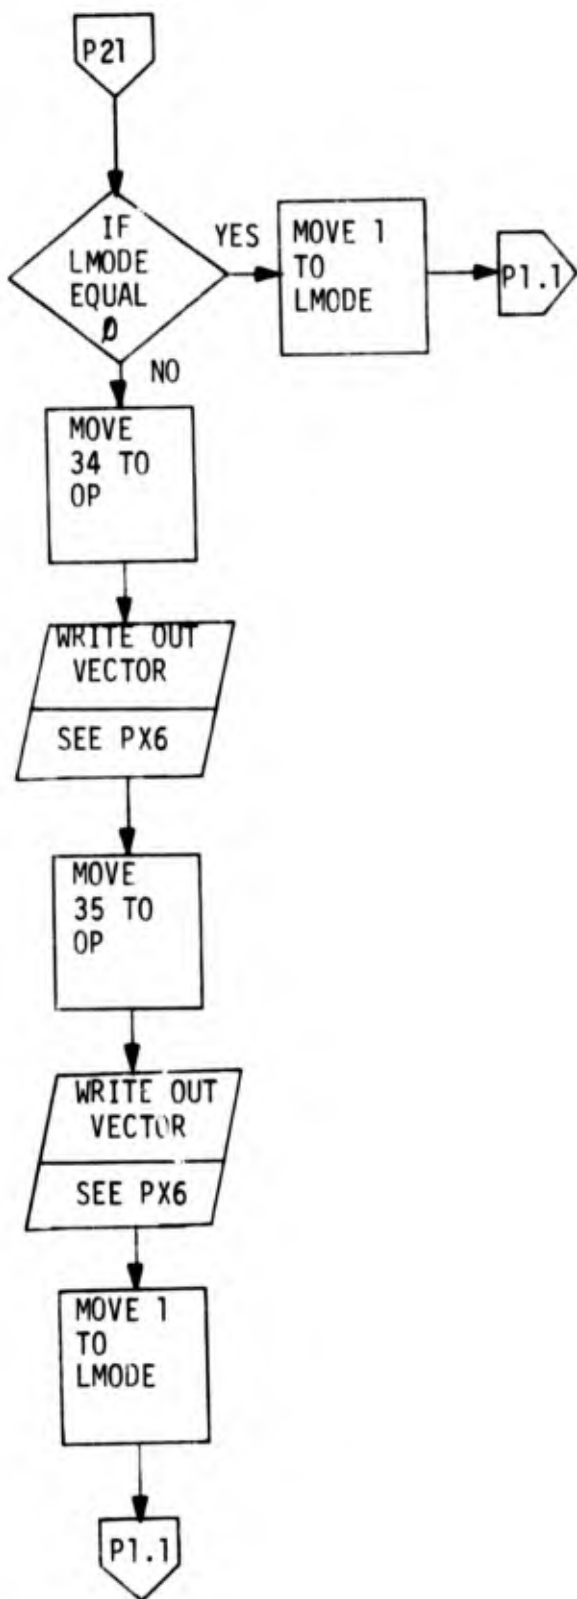 P21
IF
LMODE
EQUAL
Ø
YES
MOVE 1
TO
LMODE
P1.1
NO
MOVE
34 TO
OP
WRITE OUT
VECTOR
SEE PX6
MOVE
35 TO
OP
WRITE OUT
VECTOR
SEE PX6
MOVE 1
TO
LMODE
P1.1